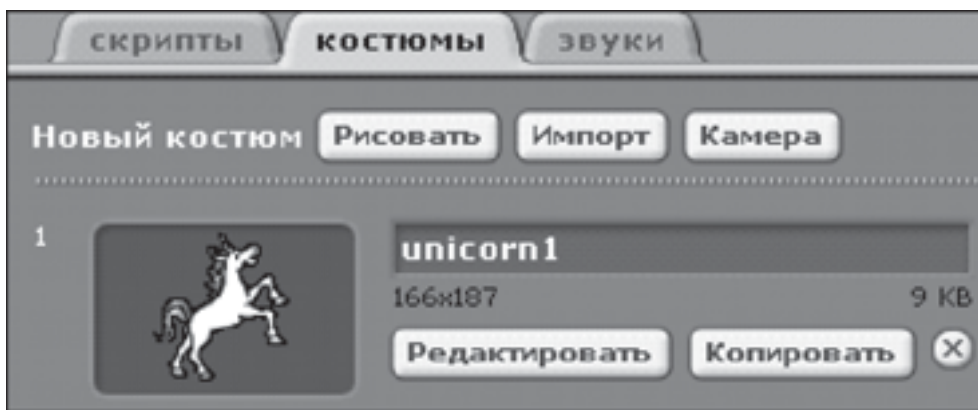 скрипты костюмы звуки
Новый костюм Рисовать Импорт Камера
1 unicorn1
166x187 9 KB
Редактировать Копировать